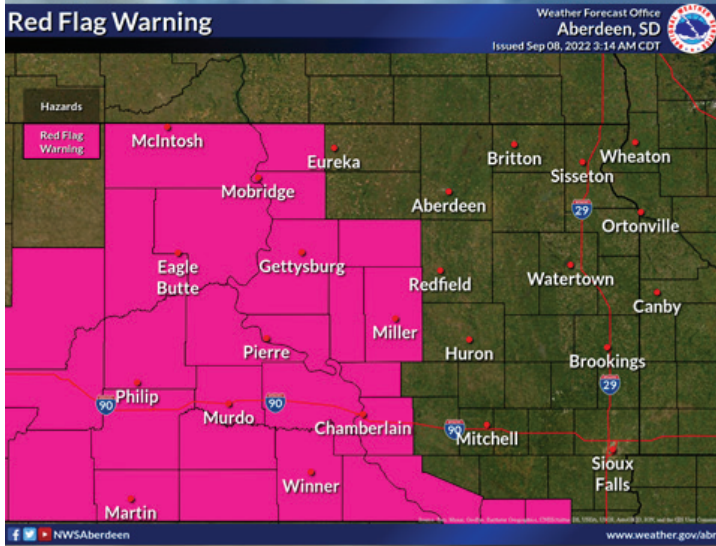 Red Flag Warning
Weather Forecast Office
Aberdeen, SD
Issued Sep 08, 2022 3:14 AM CDT
Hazards
Red Flag
Warning
McIntosh
Eureka
Britton
Wheaton
Sisseton
Mobridge
Aberdeen
29
Ortonville
Eagle
Butte
Gettysburg
Redfield
Watertown
Canby
Miller
Pierre
Huron
Brookings
29
Philip
90
90
Murdo
Chamberlain
90
Mitchell
Sioux
Falls
Winner
Martin
NWSAberdeen
www.weather.gov/abr